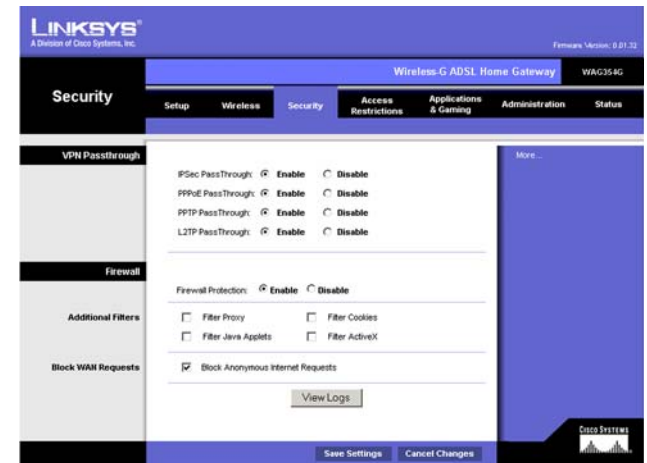 LINKSYS®
A Division of Cisco Systems, Inc.
Firmware Version: 0.01.32
Wireless-G ADSL Home Gateway WAG354G
Security
Setup Wireless Security Access Restrictions Applications & Gaming Administration Status
VPN Passthrough
More...
IPSec PassThrough: Enable Disable
PPPoE PassThrough: Enable Disable
PPTP PassThrough: Enable Disable
L2TP PassThrough: Enable Disable
Firewall
Firewall Protection: Enable Disable
Additional Filters
Filter Proxy Filter Cookies
Filter Java Applets Filter ActiveX
Block WAN Requests
Block Anonymous Internet Requests
View Logs
Save Settings Cancel Changes
CISCO SYSTEMS